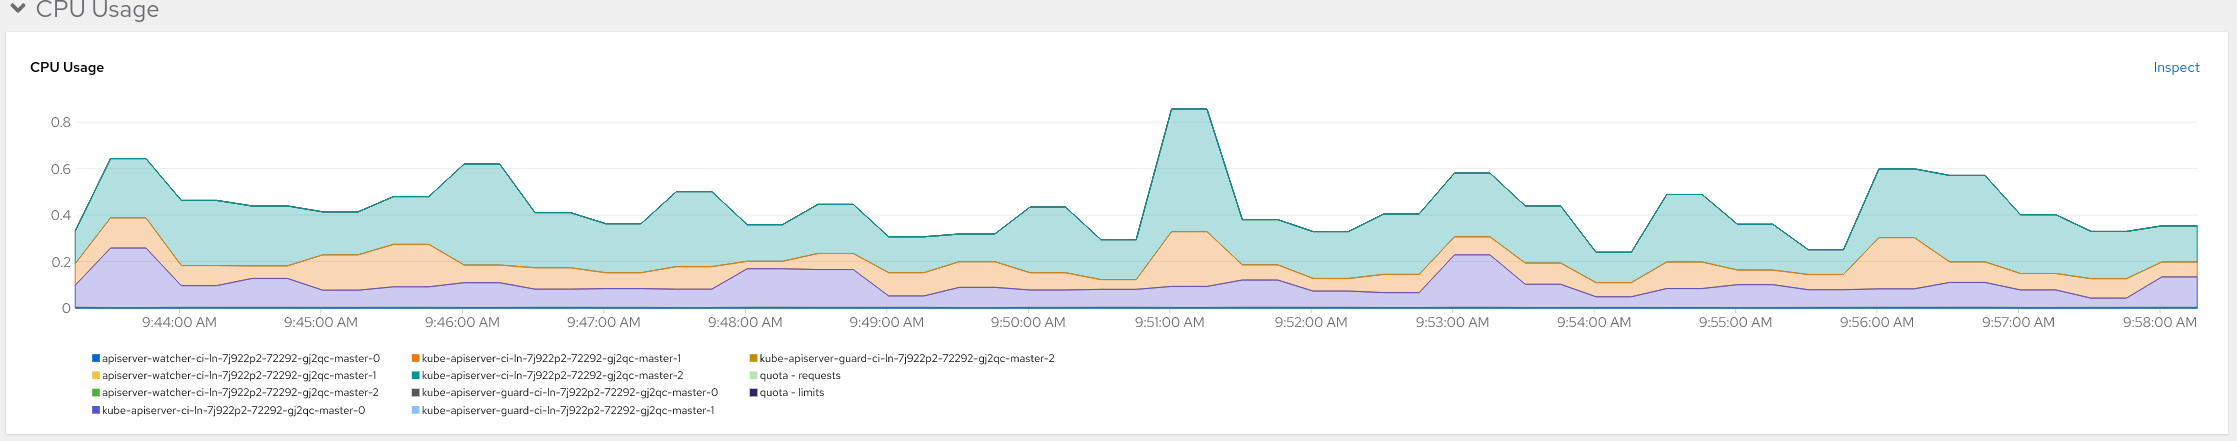 CPU Usage
CPU Usage
Inspect
0.8
0.6
0.4
0.2
0
9:44:00 AM 9:45:00 AM 9:46:00 AM 9:47:00 AM 9:48:00 AM 9:49:00 AM 9:50:00 AM 9:51:00 AM 9:52:00 AM 9:53:00 AM 9:54:00 AM 9:55:00 AM 9:56:00 AM 9:57:00 AM 9:58:00 AM
apiserver-watcher-ci-ln-7j922p2-72292-gj2qc-master-0
apiserver-watcher-ci-ln-7j922p2-72292-gj2qc-master-1
apiserver-watcher-ci-ln-7j922p2-72292-gj2qc-master-2
kube-apiserver-ci-ln-7j922p2-72292-gj2qc-master-0
kube-apiserver-ci-ln-7j922p2-72292-gj2qc-master-1
kube-apiserver-ci-ln-7j922p2-72292-gj2qc-master-2
kube-apiserver-guard-ci-ln-7j922p2-72292-gj2qc-master-0
kube-apiserver-guard-ci-ln-7j922p2-72292-gj2qc-master-1
kube-apiserver-guard-ci-ln-7j922p2-72292-gj2qc-master-2
quota - requests
quota - limits